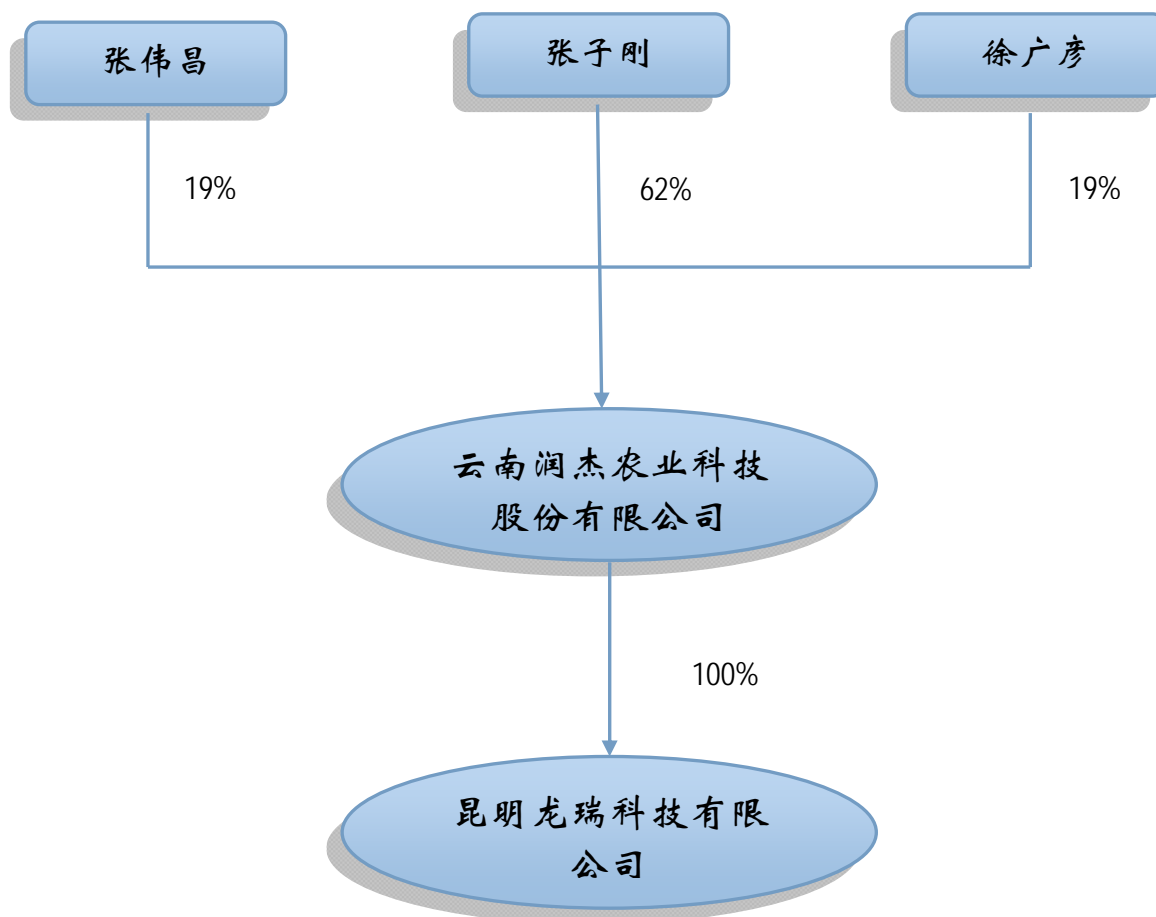 张伟昌
张子刚
徐广彦
19%
62%
19%
云南润杰农业科技
股份有限公司
100%
昆明龙瑞科技有限
公司